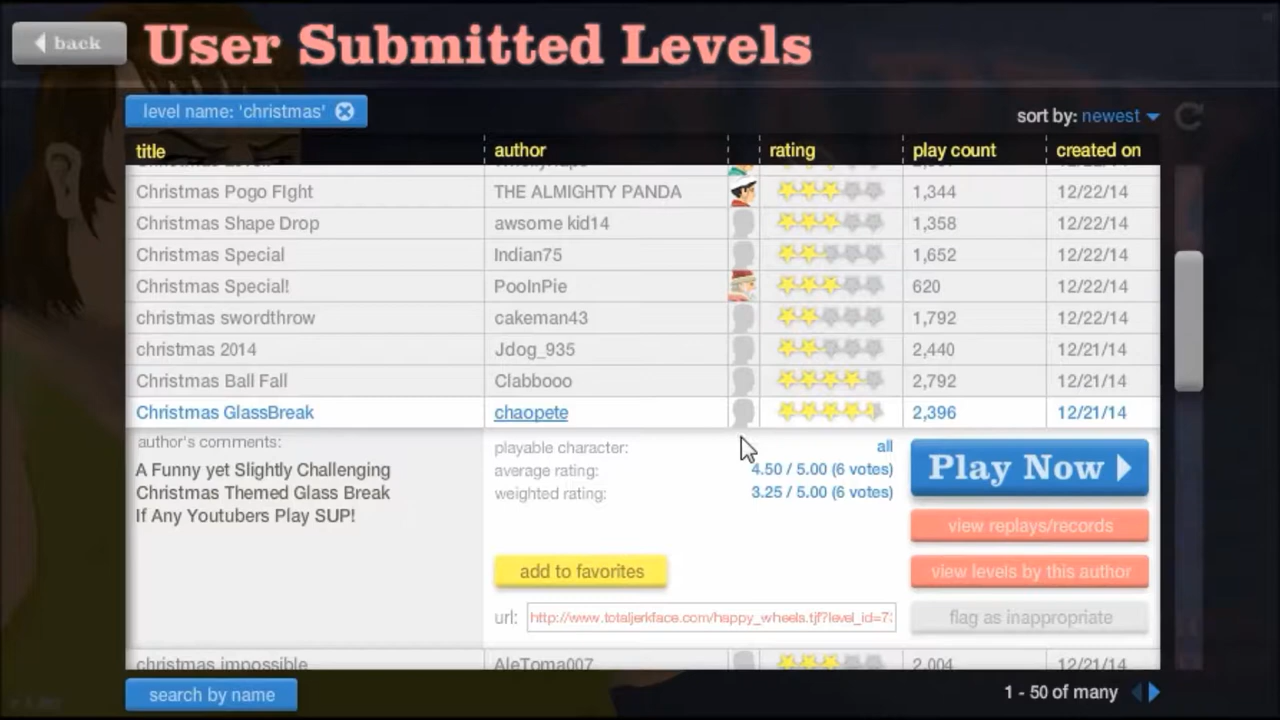 back
User Submitted Levels
level name: 'christmas'
sort by: newest
title author rating play count created on
Christmas Pogo FIght THE ALMIGHTY PANDA 1,344 12/22/14
Christmas Shape Drop awsome kid14 1,358 12/22/14
Christmas Special Indian75 1,652 12/22/14
Christmas Special! PooInPie 620 12/22/14
christmas swordthrow cakeman43 1,792 12/22/14
christmas 2014 Jdog_935 2,440 12/21/14
Christmas Ball Fall Clabbooo 2,792 12/21/14
Christmas GlassBreak chaopete 2,396 12/21/14
author's comments:
A Funny yet Slightly Challenging
Christmas Themed Glass Break
If Any Youtubers Play SUP!
playable character: all
average rating: 4.50 / 5.00 (6 votes)
weighted rating: 3.25 / 5.00 (6 votes)
add to favorites
url: http://www.totaljerkface.com/happy_wheels.tjf?level_id=7
Play Now
view replays/records
view levels by this author
flag as inappropriate
christmas impossible AleToma007 2,004 12/21/14
search by name
1 - 50 of many